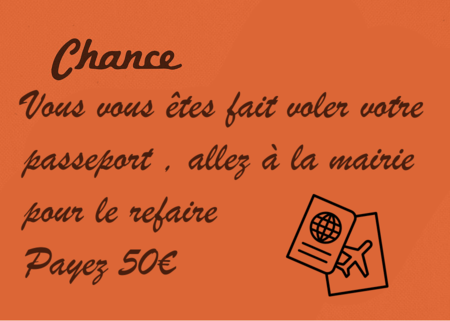 Chance
Vous vous êtes fait voler votre
passeport , allez à la mairie
pour le refaire
Payez 50€